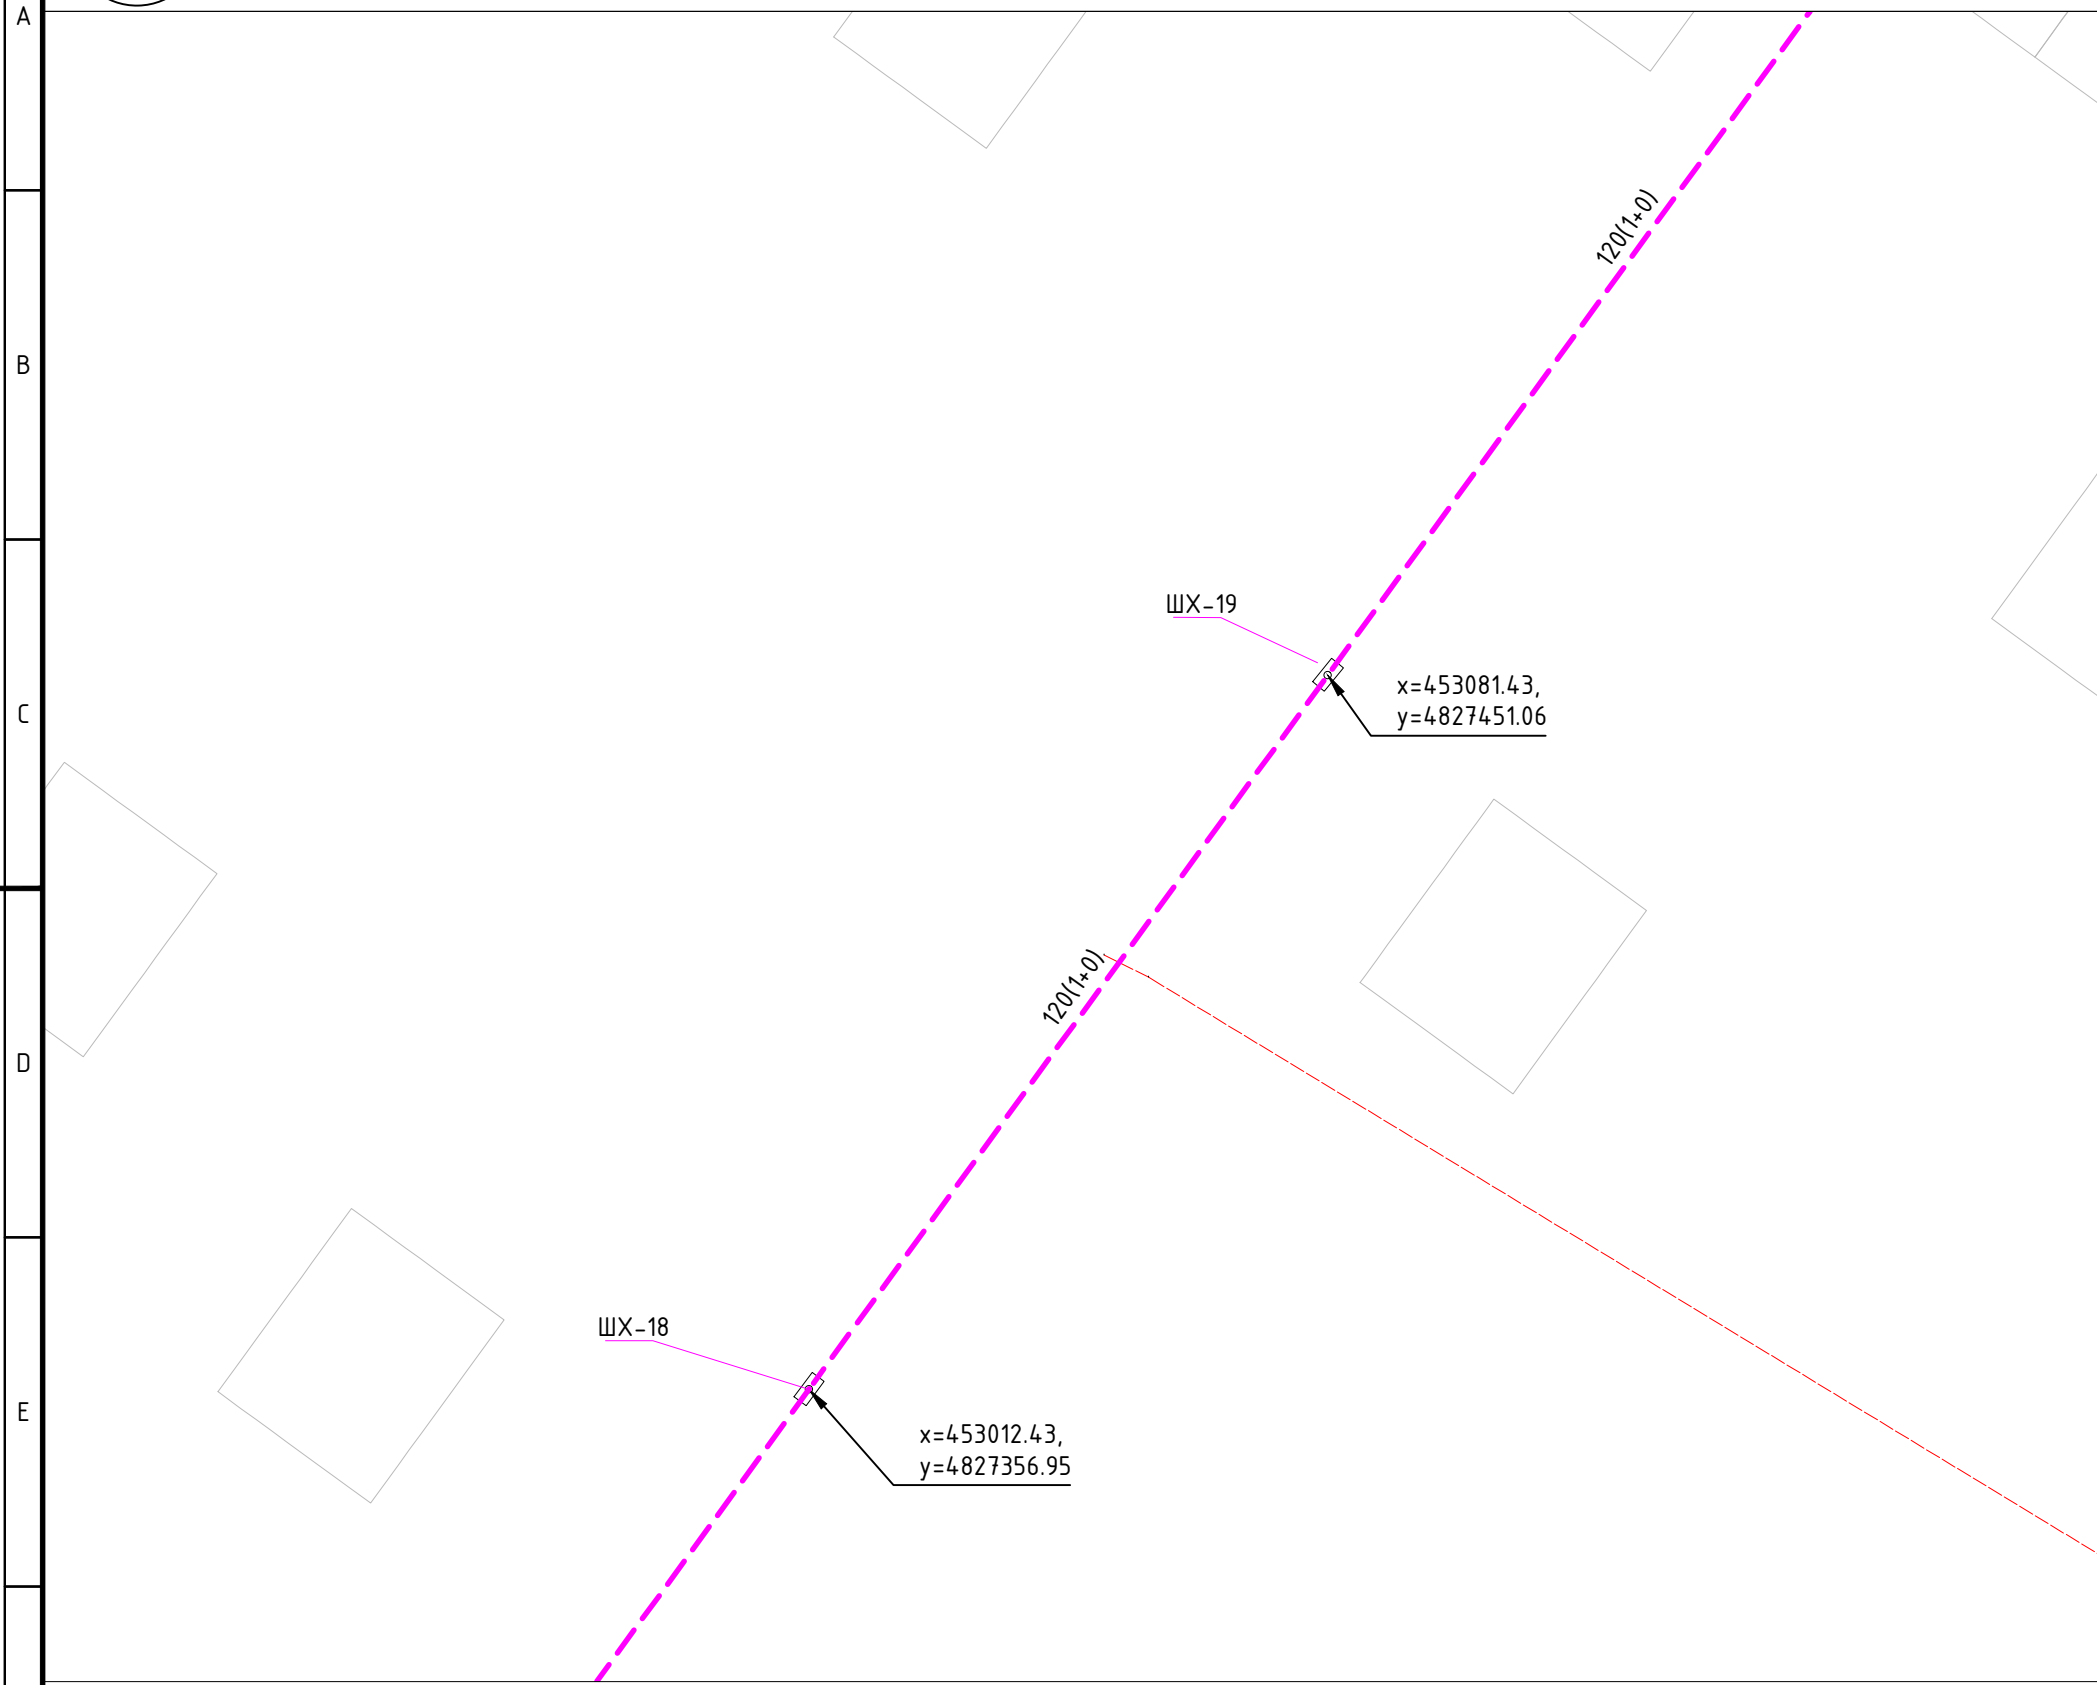 A
120(1+0)
B
ШХ-19
x=453081.43,
y=4827451.06
C
120(1+0)
D
ШХ-18
x=453012.43,
y=4827356.95
E